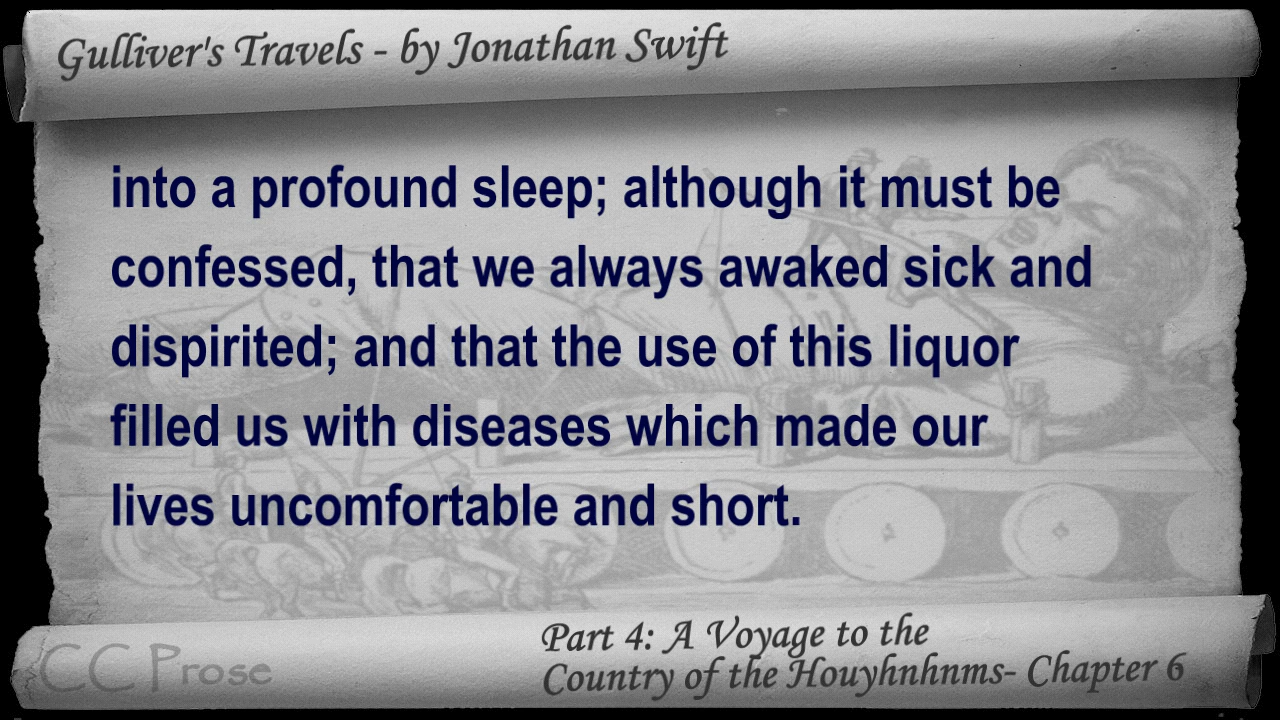 Gulliver's Travels - by Jonathan Swift
into a profound sleep; although it must be
confessed, that we always awaked sick and
dispirited; and that the use of this liquor
filled us with diseases which made our
lives uncomfortable and short.
CC Prose
Part 4: A Voyage to the
Country of the Houyhnhnms- Chapter 6